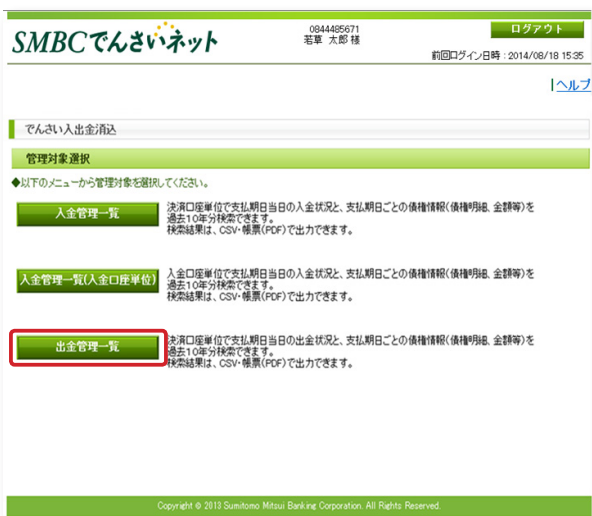 SMBCでんさいネット
0844485671
若草 太郎 様
ログアウト
前回ログイン日時：2014/08/18 15:35
ヘルプ
でんさい入出金消込
管理対象選択
◆以下のメニューから管理対象を選択してください。
入金管理一覧
決済口座単位で支払期日当日の入金状況と、支払期日ごとの債権情報(債権明細、金額等)を
過去10年分検索できます。
検索結果は、CSV・帳票(PDF)で出力できます。
入金管理一覧(入金口座単位)
入金口座単位で支払期日当日の入金状況と、支払期日ごとの債権情報(債権明細、金額等)を
過去10年分検索できます。
検索結果は、CSV・帳票(PDF)で出力できます。
出金管理一覧
決済口座単位で支払期日当日の出金状況と、支払期日ごとの債権情報(債権明細、金額等)を
過去10年分検索できます。
検索結果は、CSV・帳票(PDF)で出力できます。
Copyright © 2013 Sumitomo Mitsui Banking Corporation. All Rights Reserved.